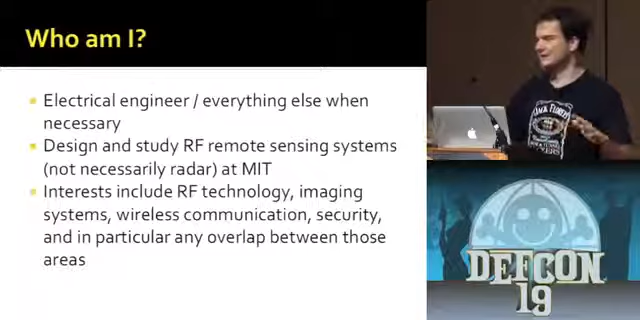 Who am I?
Electrical engineer / everything else when
necessary
Design and study RF remote sensing systems
(not necessarily radar) at MIT
Interests include RF technology, imaging
systems, wireless communication, security,
and in particular any overlap between those
areas
DEFCON
19